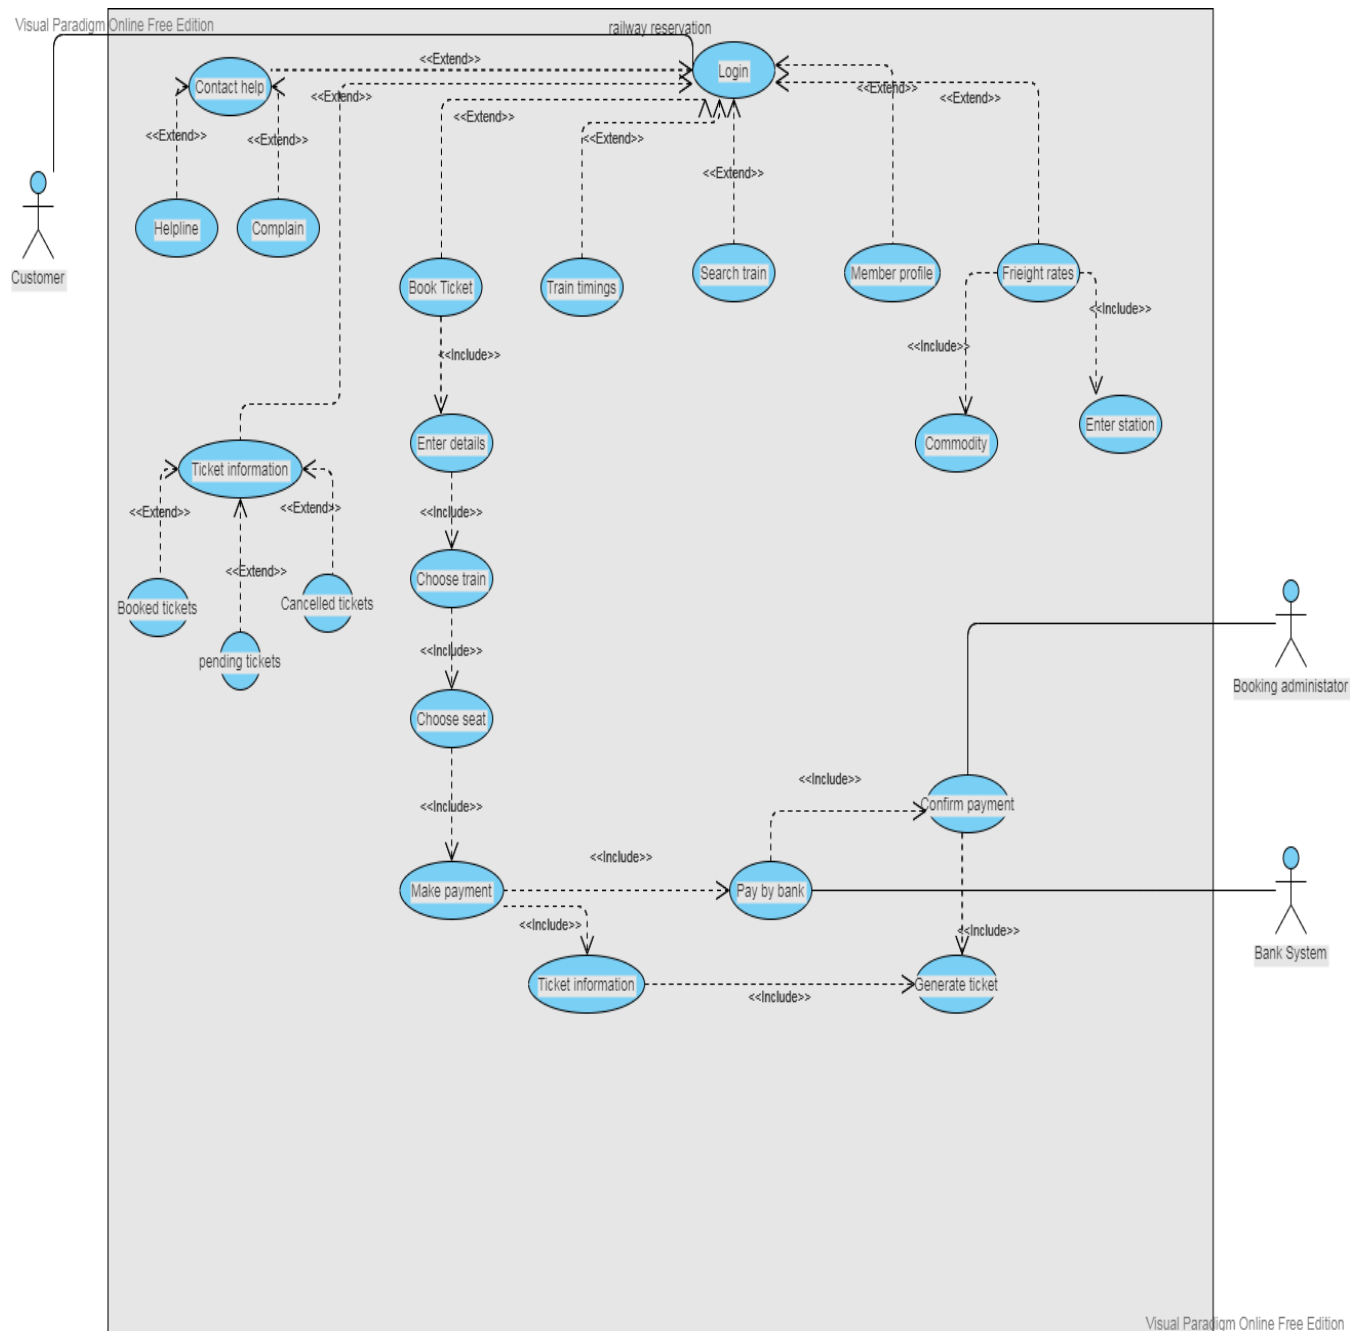 Visual Paradigm Online Free Edition
railway reservation
<<Extend>>
Login
Contact help
<<Extend>>
<<Extend>>
<<Extend>>
<<Extend>>
<<Extend>>
<<Extend>>
<<Extend>>
<<Extend>>
Helpline
Complain
Customer
Book Ticket
Train timings
Search train
Member profile
Frieight rates
<<Include>>
<<Include>>
<<Include>>
Commodity
Enter station
Enter details
Ticket information
<<Extend>>
<<Extend>>
<<Include>>
<<Extend>>
Choose train
Booked tickets
Cancelled tickets
pending tickets
<<Include>>
Choose seat
Booking administator
<<Include>>
<<Include>>
Confirm payment
<<Include>>
Make payment
Pay by bank
<<Include>>
<<Include>>
Bank System
Ticket information
<<Include>>
Generate ticket
Visual Paradigm Online Free Edition